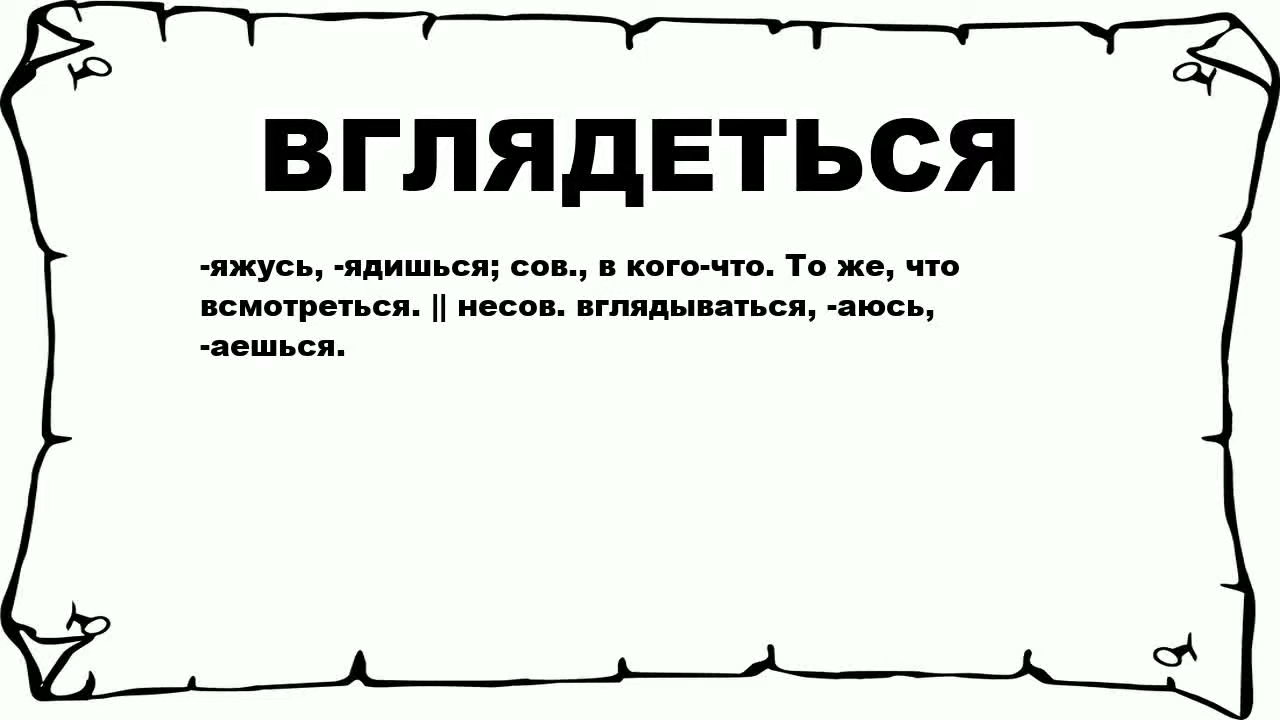 ВГЛЯДЕТЬСЯ
-яжусь, -ядишься; сов., в кого-что. То же, что
всмотреться. || несов. вглядываться, -аюсь,
-аешься.